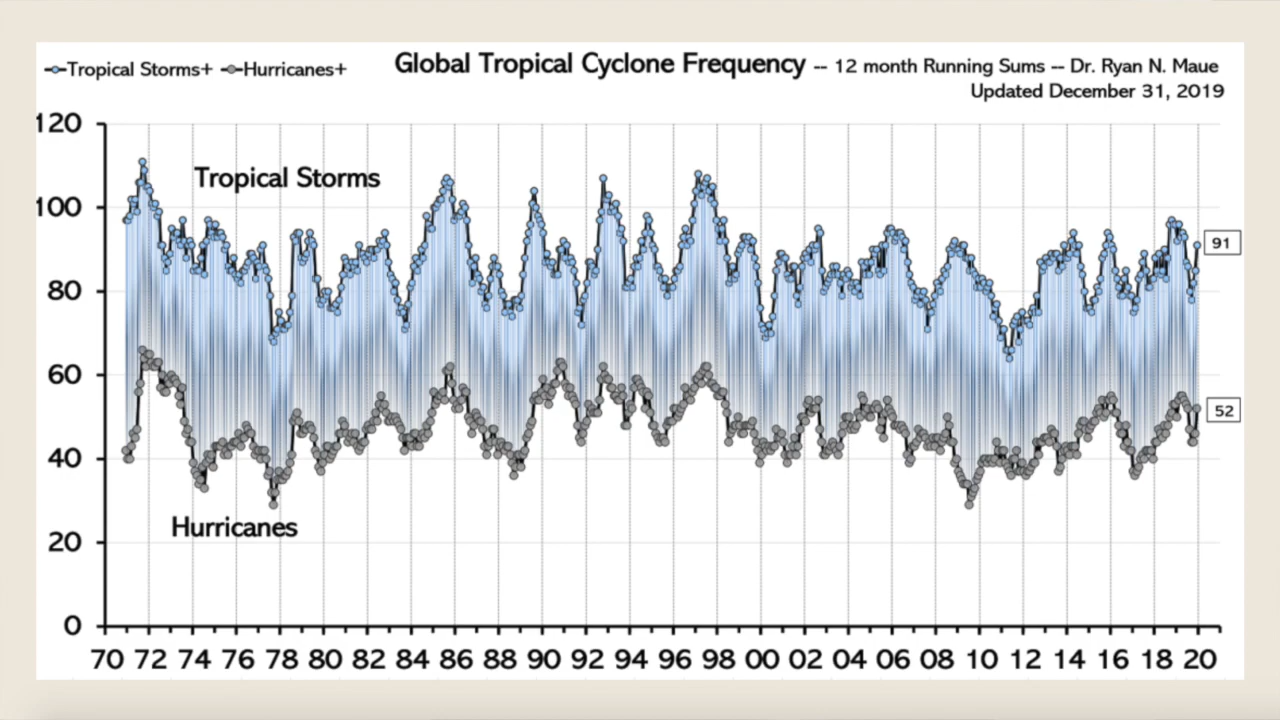 Tropical Storms+ Hurricanes+ Global Tropical Cyclone Frequency -- 12 month Running Sums -- Dr. Ryan N. Maue
Updated December 31, 2019
120
Tropical Storms
100
91
80
60
52
40
Hurricanes
20
0
70 72 74 76 78 80 82 84 86 88 90 92 94 96 98 00 02 04 06 08 10 12 14 16 18 20